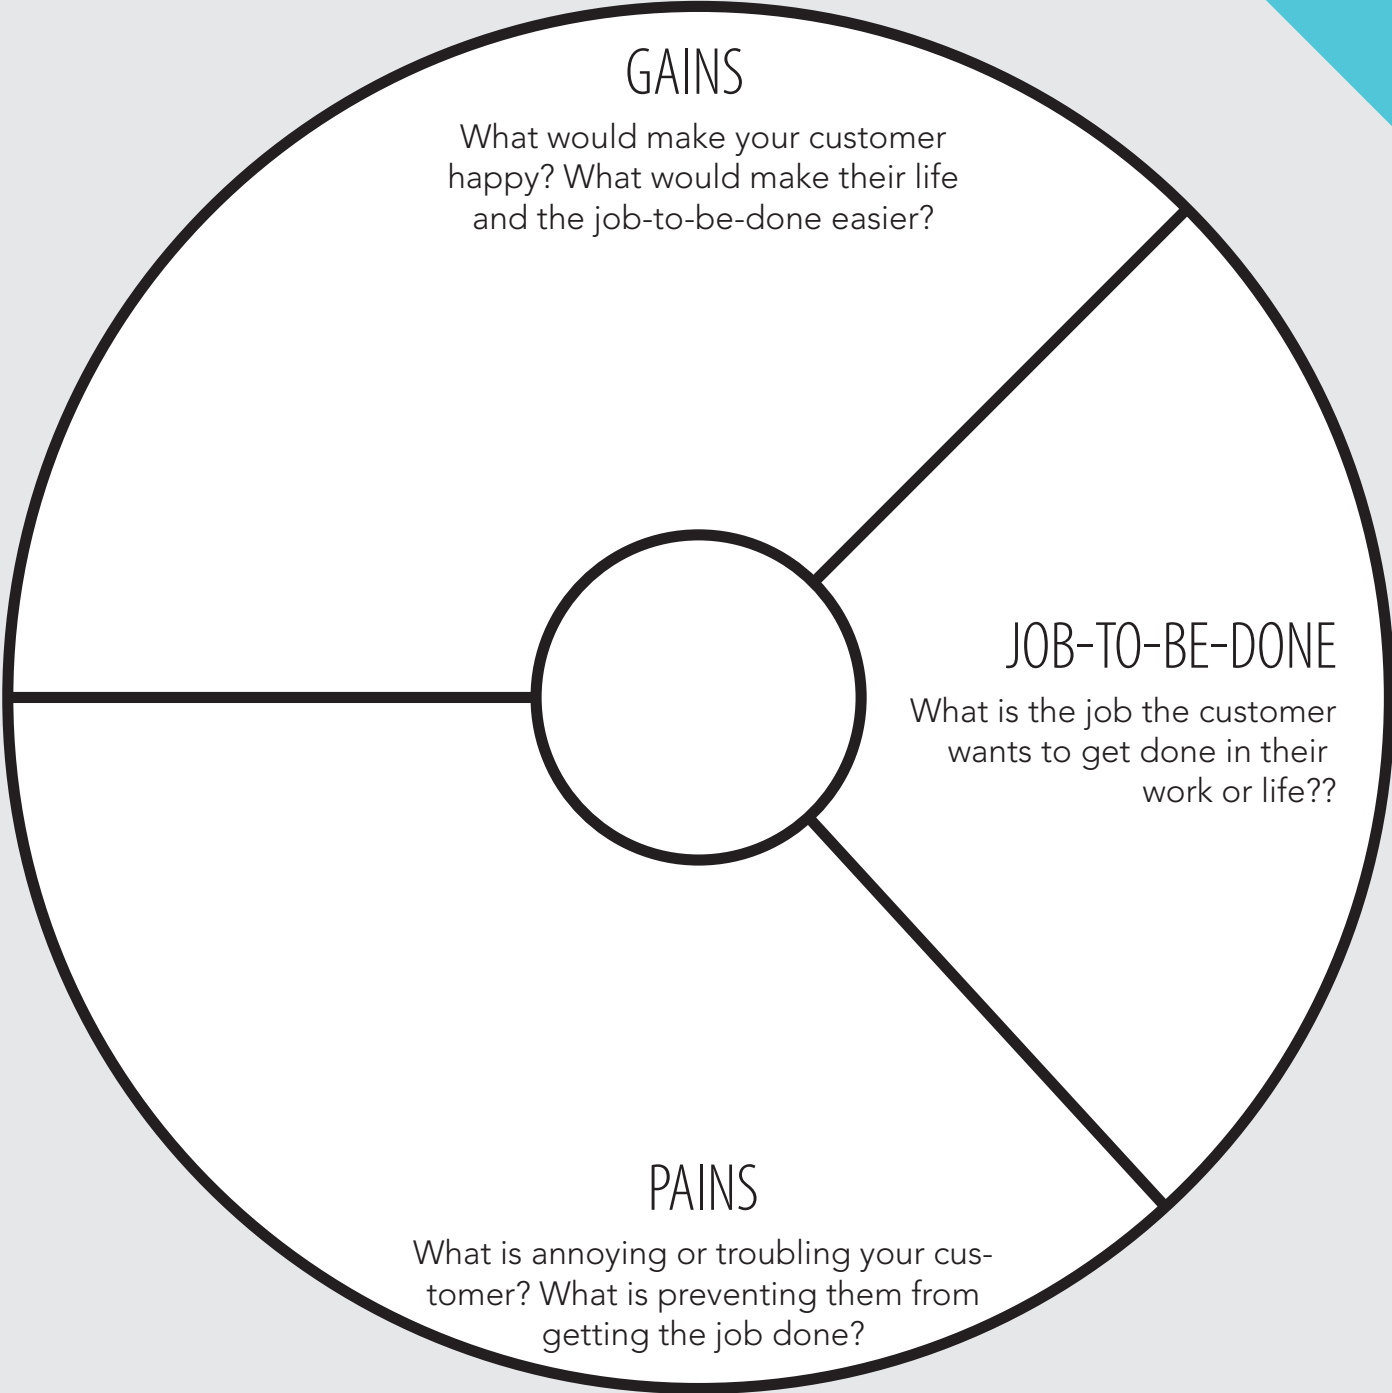 GAINS
What would make your customer
happy? What would make their life
and the job-to-be-done easier?
JOB-TO-BE-DONE
What is the job the customer
wants to get done in their
work or life??
PAINS
What is annoying or troubling your cus-
tomer? What is preventing them from
getting the job done?